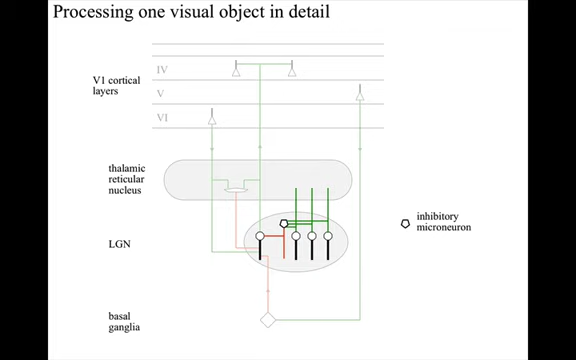 Processing one visual object in detail
V1 cortical
layers
IV
V
VI
thalamic
reticular
nucleus
LGN
inhibitory
microneuron
basal
ganglia